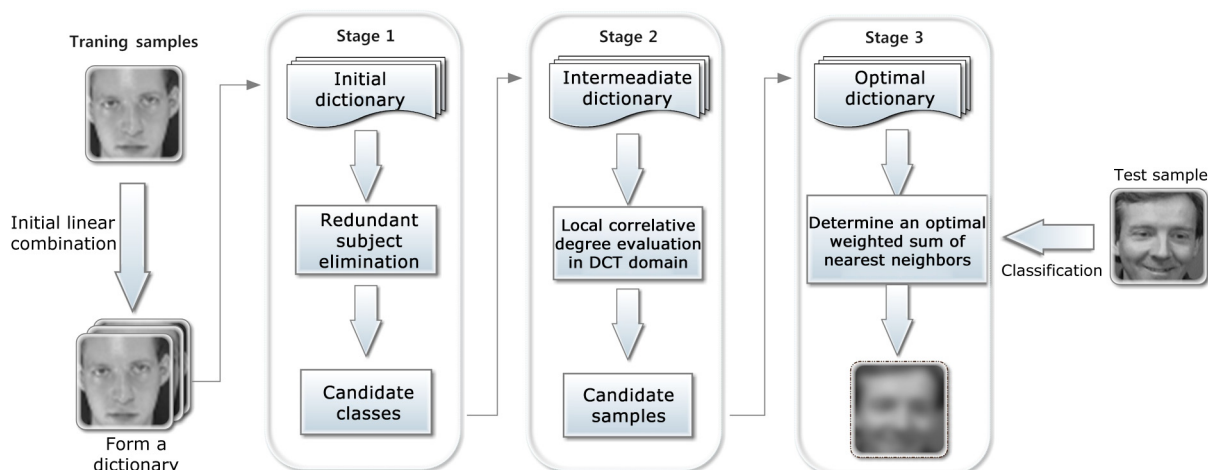 Traning samples
Initial linear
combination
Form a
dictionary
Stage 1
Initial
dictionary
Redundant
subject
elimination
Candidate
classes
Stage 2
Intermeadiate
dictionary
Local correlative
degree evaluation
in DCT domain
Candidate
samples
Stage 3
Optimal
dictionary
Determine an optimal
weighted sum of
nearest neighbors
Test sample
Classification